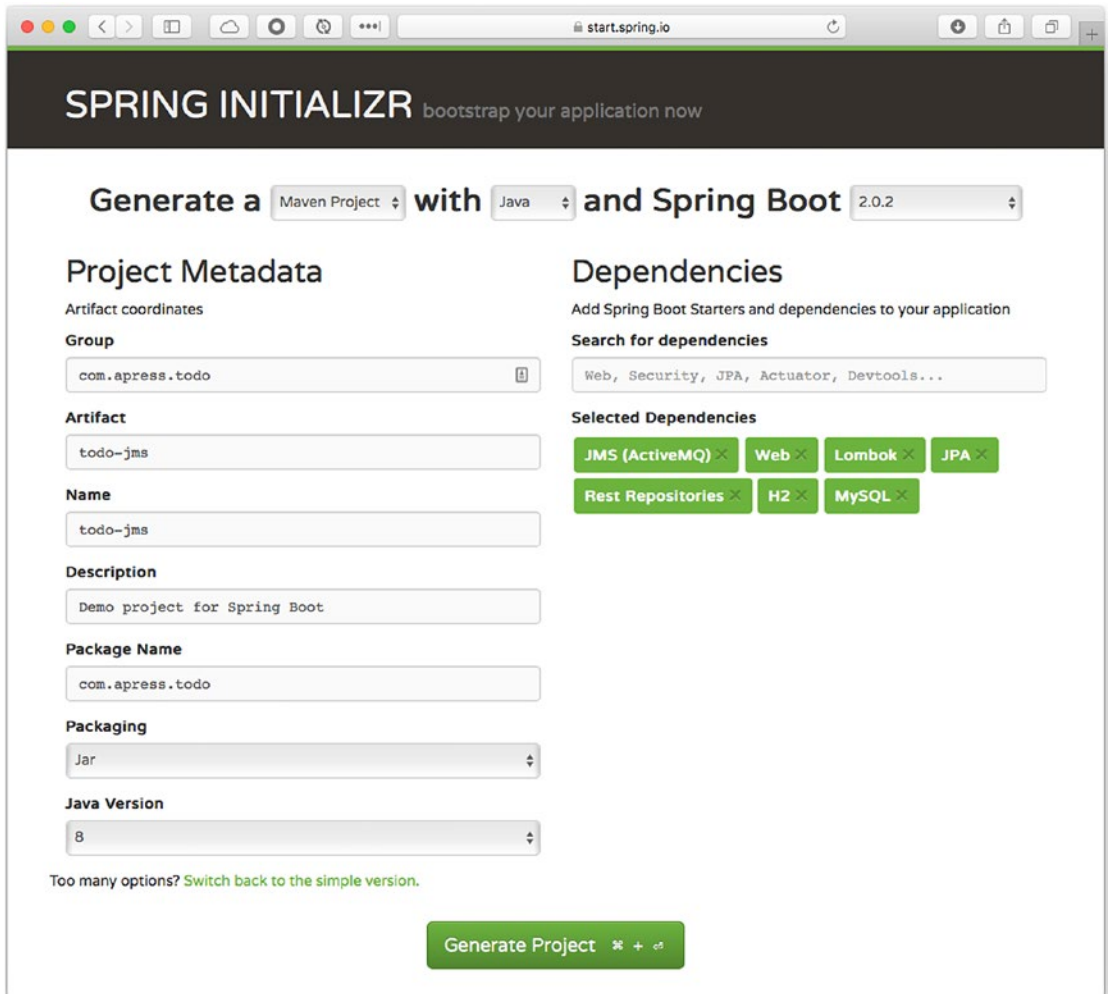 start.spring.io
SPRING INITIALIZR bootstrap your application now
Generate a Maven Project with Java and Spring Boot 2.0.2
Project Metadata
Artifact coordinates
Group
com.apress.todo
Artifact
todo-jms
Name
todo-jms
Description
Demo project for Spring Boot
Package Name
com.apress.todo
Packaging
Jar
Java Version
8
Too many options? Switch back to the simple version.
Dependencies
Add Spring Boot Starters and dependencies to your application
Search for dependencies
Web, Security, JPA, Actuator, Devtools...
Selected Dependencies
JMS (ActiveMQ) × Web × Lombok × JPA ×
Rest Repositories × H2 × MySQL ×
Generate Project ⌘ + ⏎